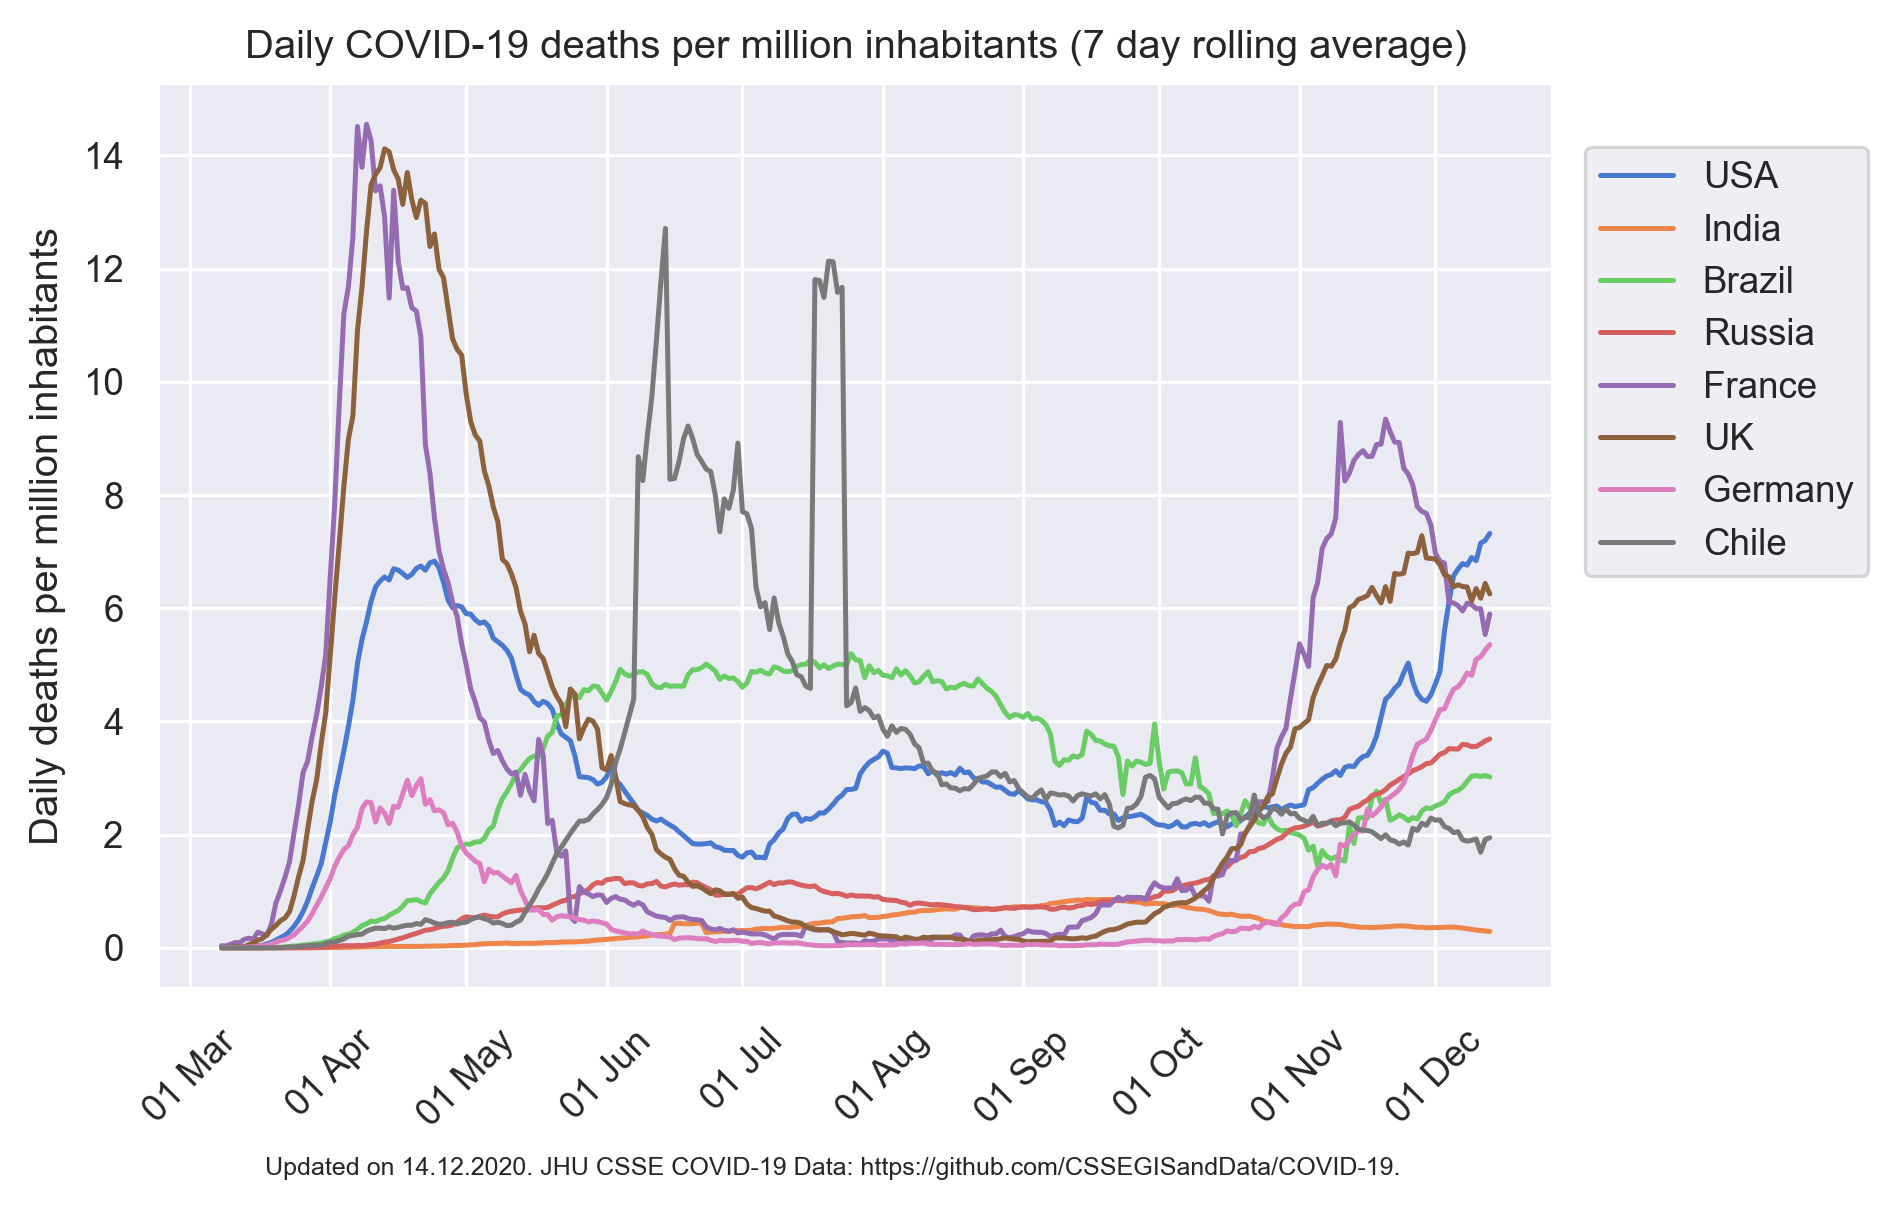 Daily COVID-19 deaths per million inhabitants (7 day rolling average)
Daily deaths per million inhabitants
14
12
10
8
6
4
2
0
01 Mar
01 Apr
01 May
01 Jun
01 Jul
01 Aug
01 Sep
01 Oct
01 Nov
01 Dec
USA
India
Brazil
Russia
France
UK
Germany
Chile
Updated on 14.12.2020. JHU CSSE COVID-19 Data: https://github.com/CSSEGISandData/COVID-19.